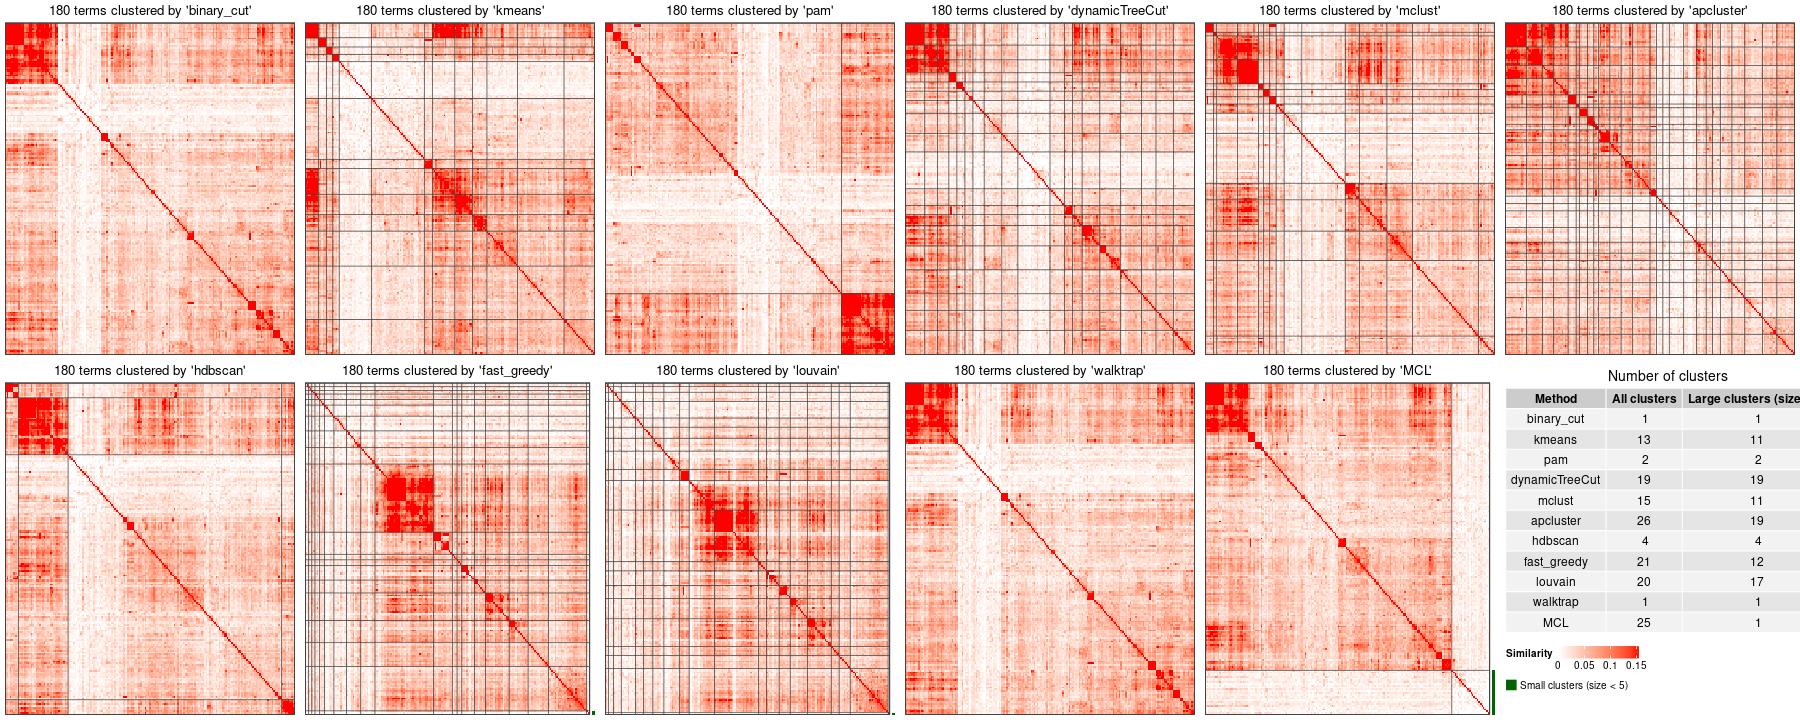 180 terms clustered by 'binary_cut'
180 terms clustered by 'kmeans'
180 terms clustered by 'pam'
180 terms clustered by 'dynamicTreeCut'
180 terms clustered by 'mclust'
180 terms clustered by 'apcluster'
180 terms clustered by 'hdbscan'
180 terms clustered by 'fast_greedy'
180 terms clustered by 'louvain'
180 terms clustered by 'walktrap'
180 terms clustered by 'MCL'
Number of clusters
Method All clusters Large clusters (size
binary_cut 1 1
kmeans 13 11
pam 2 2
dynamicTreeCut 19 19
mclust 15 11
apcluster 26 19
hdbscan 4 4
fast_greedy 21 12
louvain 20 17
walktrap 1 1
MCL 25 1
Similarity
0 0.05 0.1 0.15
Small clusters (size < 5)